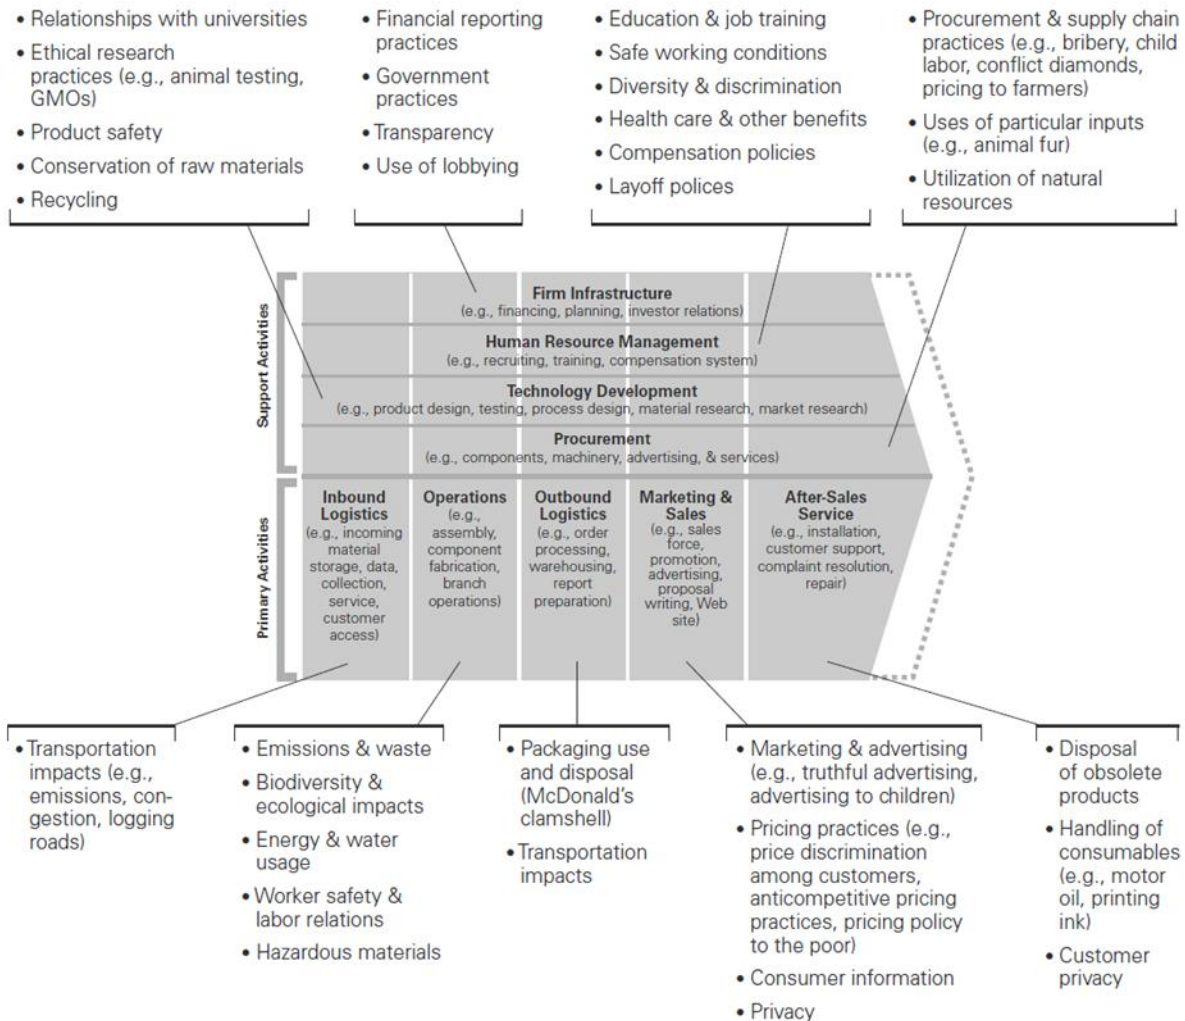 • Relationships with universities
• Ethical research
practices (e.g., animal testing,
GMOs)
• Product safety
• Conservation of raw materials
• Recycling
• Financial reporting
practices
• Government
practices
• Transparency
• Use of lobbying
• Education & job training
• Safe working conditions
• Diversity & discrimination
• Health care & other benefits
• Compensation policies
• Layoff polices
• Procurement & supply chain
practices (e.g., bribery, child
labor, conflict diamonds,
pricing to farmers)
• Uses of particular inputs
(e.g., animal fur)
• Utilization of natural
resources
Support Activities
Firm Infrastructure
(e.g., financing, planning, investor relations)
Human Resource Management
(e.g., recruiting, training, compensation system)
Technology Development
(e.g., product design, testing, process design, material research, market research)
Procurement
(e.g., components, machinery, advertising, & services)
Primary Activities
Inbound
Logistics
(e.g., incoming
material
storage, data,
collection,
service,
customer
access)
Operations
(e.g.,
assembly,
component
fabrication,
branch
operations)
Outbound
Logistics
(e.g., order
processing,
warehousing,
report
preparation)
Marketing &
Sales
(e.g., sales
force,
promotion,
advertising,
proposal
writing, Web
site)
After-Sales
Service
(e.g., installation,
customer support,
complaint resolution,
repair)
• Transportation
impacts (e.g.,
emissions, con-
gestion, logging
roads)
• Emissions & waste
• Biodiversity &
ecological impacts
• Energy & water
usage
• Worker safety &
labor relations
• Hazardous materials
• Packaging use
and disposal
(McDonald's
clamshell)
• Transportation
impacts
• Marketing & advertising
(e.g., truthful advertising,
advertising to children)
• Pricing practices (e.g.,
price discrimination
among customers,
anticompetitive pricing
practices, pricing policy
to the poor)
• Consumer information
• Privacy
• Disposal
of obsolete
products
• Handling of
consumables
(e.g., motor
oil, printing
ink)
• Customer
privacy